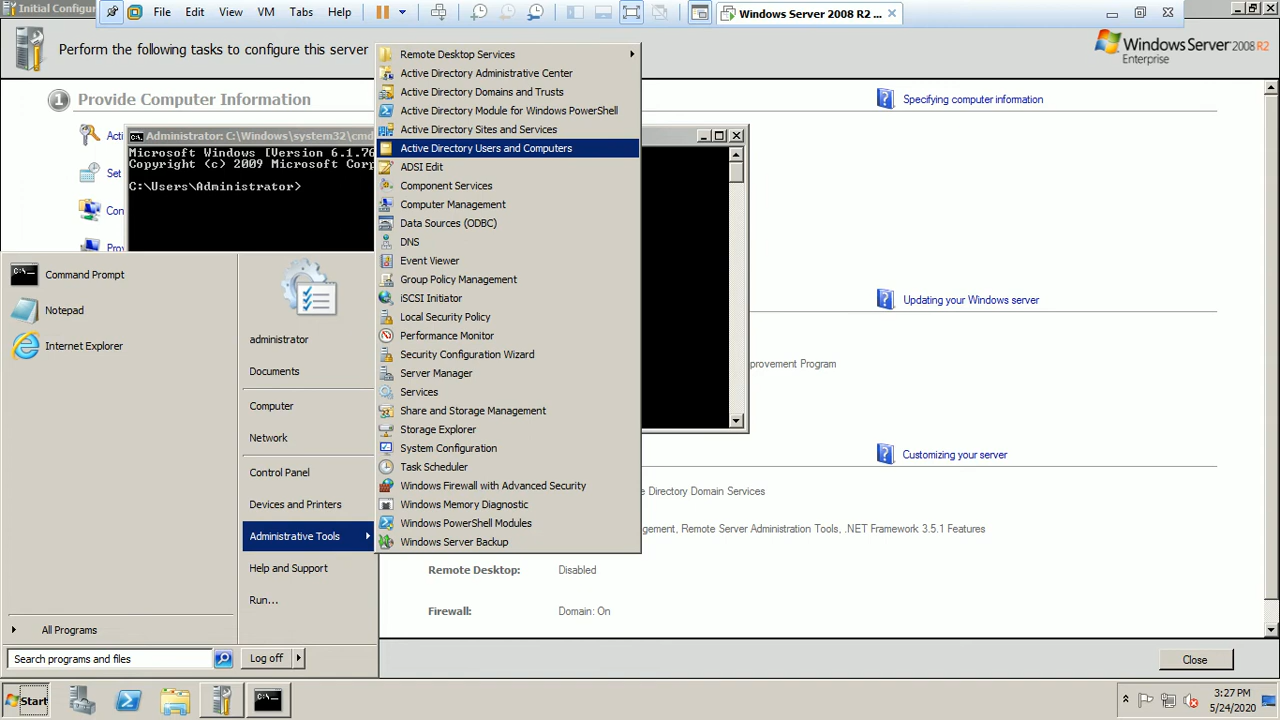 Initial Configur
File Edit View VM Tabs Help
Windows Server 2008 R2 ...
Perform the following tasks to configure this server
Windows Server 2008 R2
Enterprise
1 Provide Computer Information
Specifying computer information
Acti
Set
Con
Pro
Administrator: C:\Windows\system32\cmd
Microsoft Windows [Version 6.1.76
Copyright (c) 2009 Microsoft Corp
C:\Users\Administrator>
Remote Desktop Services
Active Directory Administrative Center
Active Directory Domains and Trusts
Active Directory Module for Windows PowerShell
Active Directory Sites and Services
Active Directory Users and Computers
ADSI Edit
Component Services
Computer Management
Data Sources (ODBC)
DNS
Event Viewer
Group Policy Management
iSCSI Initiator
Local Security Policy
Performance Monitor
Security Configuration Wizard
Server Manager
Services
Share and Storage Management
Storage Explorer
System Configuration
Task Scheduler
Windows Firewall with Advanced Security
Windows Memory Diagnostic
Windows PowerShell Modules
Windows Server Backup
Command Prompt
Notepad
Internet Explorer
All Programs
Search programs and files
administrator
Documents
Computer
Network
Control Panel
Devices and Printers
Administrative Tools
Help and Support
Run...
Log off
Updating your Windows server
provement Program
Customizing your server
e Directory Domain Services
gement, Remote Server Administration Tools, .NET Framework 3.5.1 Features
Remote Desktop: Disabled
Firewall: Domain: On
Close
Start
3:27 PM
5/24/2020